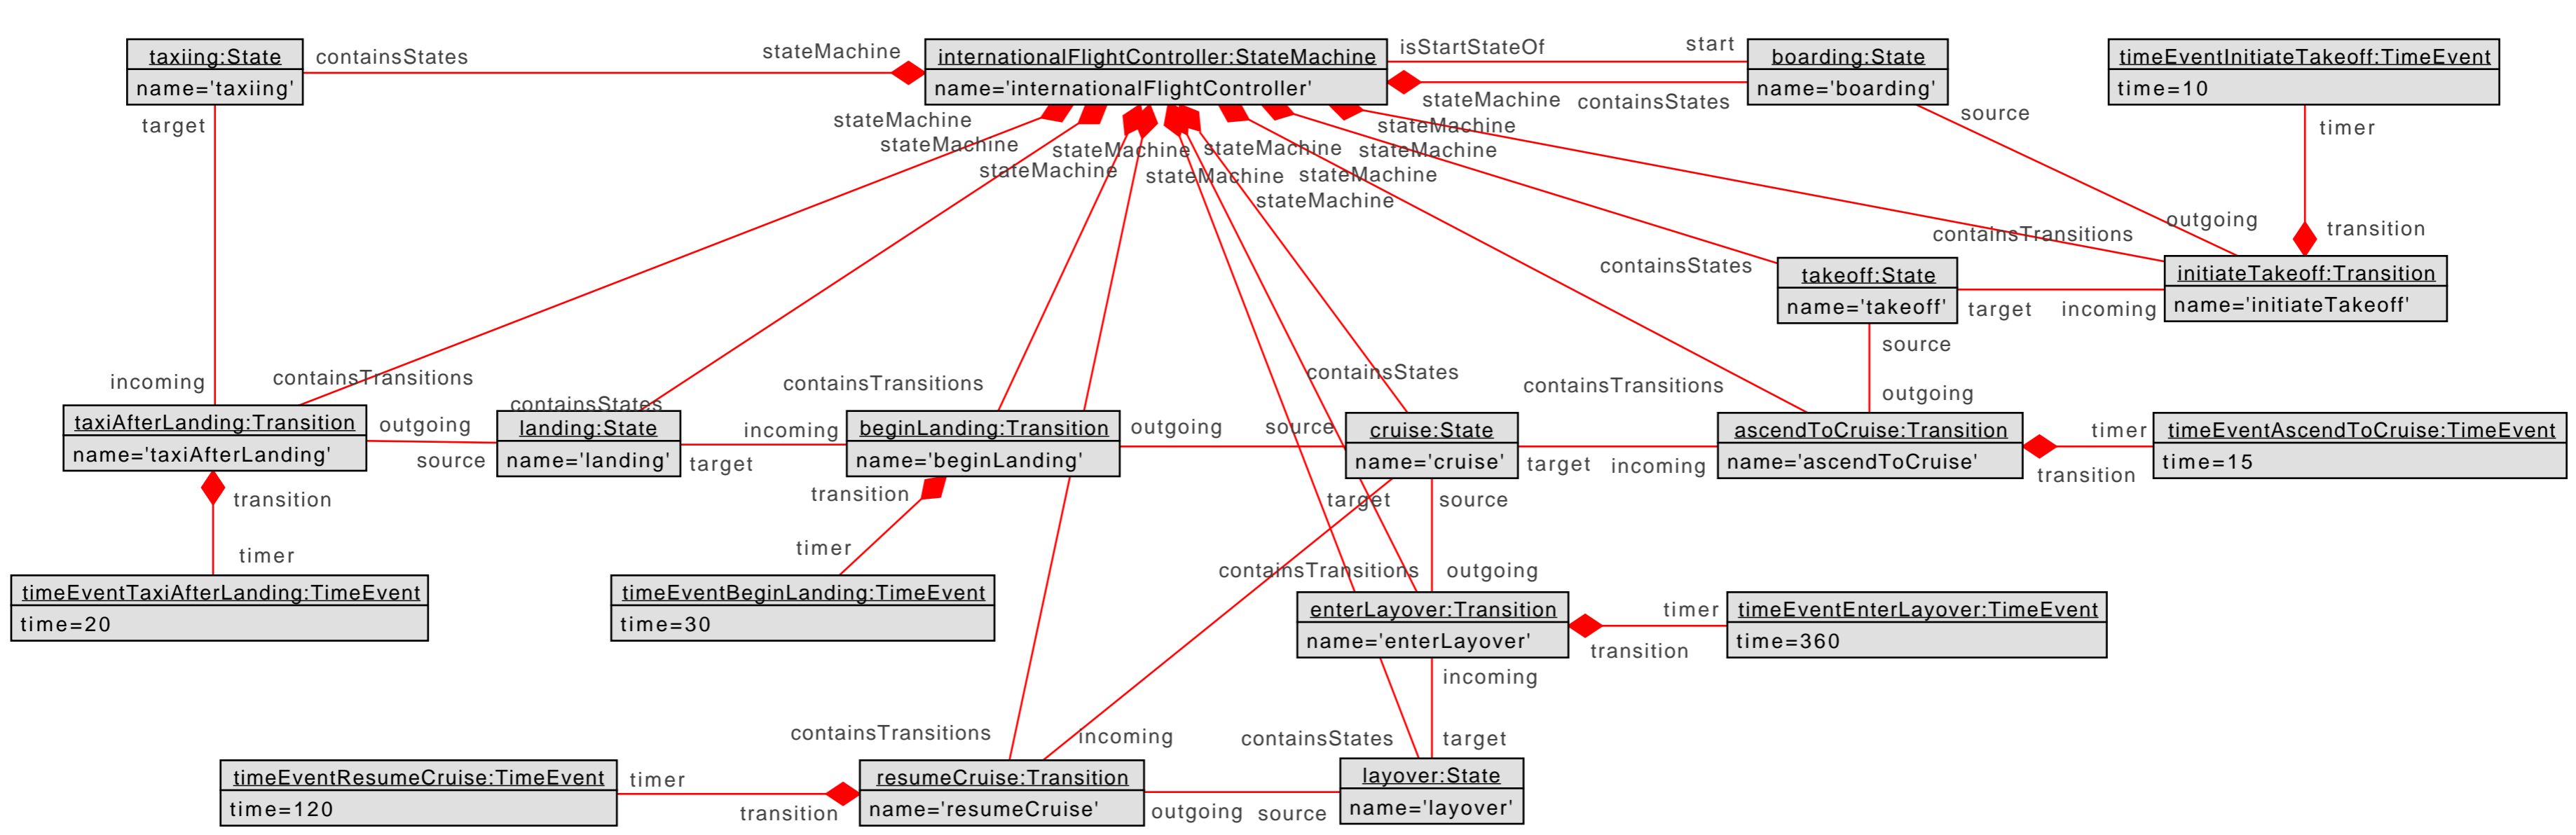 taxiing:State
name='taxiing'
containsStates
stateMachine
internationalFlightController:StateMachine
name='internationalFlightController'
isStartStateOf
start
boarding:State
name='boarding'
timeEventInitiateTakeoff:TimeEvent
time=10
stateMachine
containsStates
target
stateMachine
stateMachine
source
timer
stateMachine
stateMachine
stateMachine
stateMachine
stateMachine
stateMachine
stateMachine
stateMachine
outgoing
transition
containsTransitions
containsStates
takeoff:State
name='takeoff'
target
incoming
initiateTakeoff:Transition
name='initiateTakeoff'
source
incoming
containsTransitions
containsStates
containsTransitions
containsStates
containsTransitions
outgoing
taxiAfterLanding:Transition
name='taxiAfterLanding'
outgoing
source
landing:State
name='landing'
incoming
target
beginLanding:Transition
name='beginLanding'
outgoing
source
cruise:State
name='cruise'
target
incoming
ascendToCruise:Transition
name='ascendToCruise'
timer
transition
timeEventAscendToCruise:TimeEvent
time=15
transition
transition
target
source
timer
timer
containsTransitions
outgoing
timeEventTaxiAfterLanding:TimeEvent
time=20
timeEventBeginLanding:TimeEvent
time=30
enterLayover:Transition
name='enterLayover'
timer
transition
timeEventEnterLayover:TimeEvent
time=360
incoming
containsTransitions
incoming
containsStates
target
timeEventResumeCruise:TimeEvent
time=120
timer
transition
resumeCruise:Transition
name='resumeCruise'
outgoing
source
layover:State
name='layover'